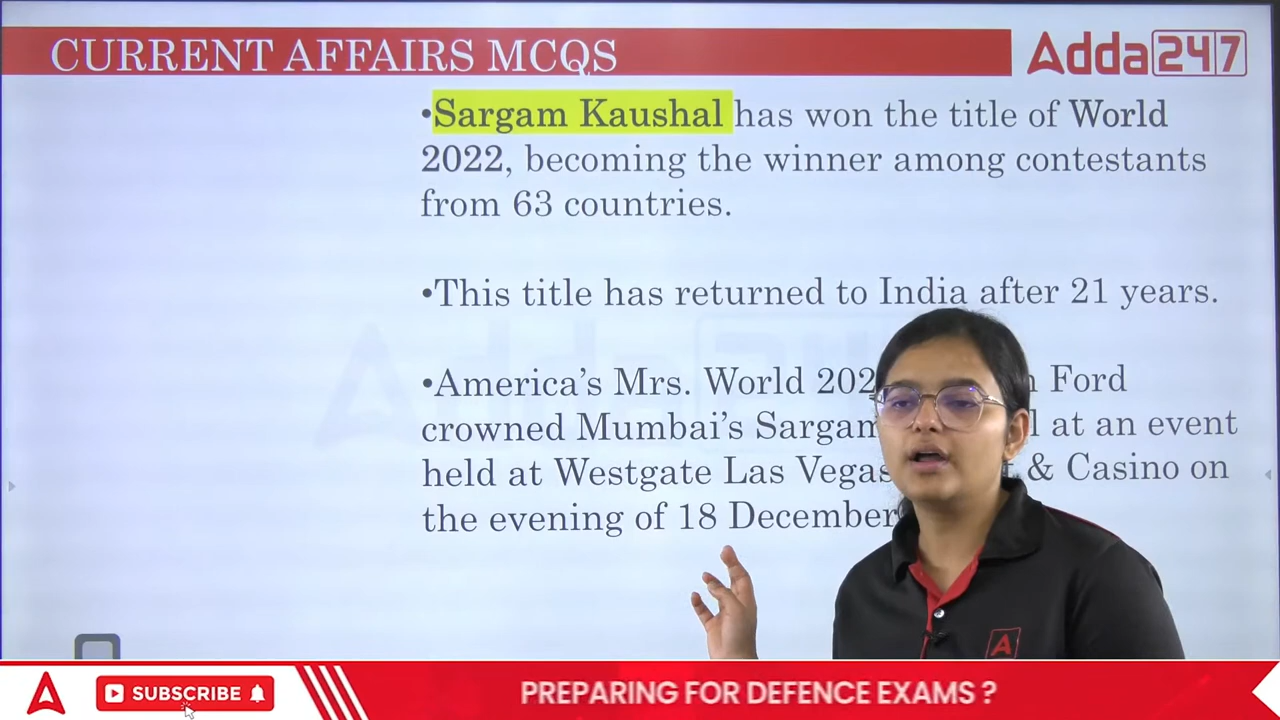 CURRENT AFFAIRS MCQS
Adda247
•Sargam Kaushal has won the title of World
2022, becoming the winner among contestants
from 63 countries.
•This title has returned to India after 21 years.
•America's Mrs. World 202 Ford
crowned Mumbai's Sargam at an event
held at Westgate Las Vegas & Casino on
the evening of 18 December
SUBSCRIBE
PREPARING FOR DEFENCE EXAMS ?